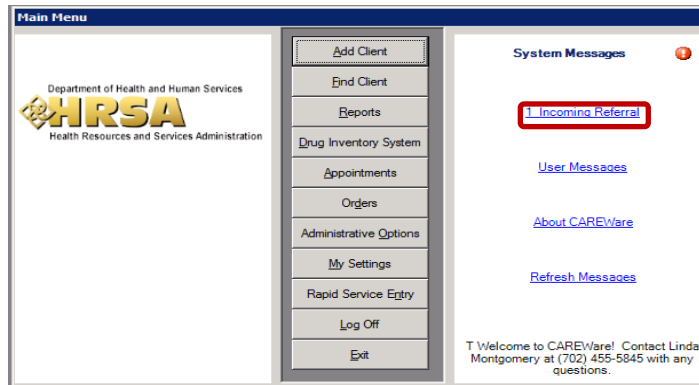 Main Menu
Department of Health and Human Services
HRSA
Health Resources and Services Administration
Add Client
Find Client
Reports
Drug Inventory System
Appointments
Orders
Administrative Options
My Settings
Rapid Service Entry
Log Off
Exit
System Messages
1 Incoming Referral
User Messages
About CAREWare
Refresh Messages
T Welcome to CAREWare! Contact Linda
Montgomery at (702) 455-5845 with any
questions.